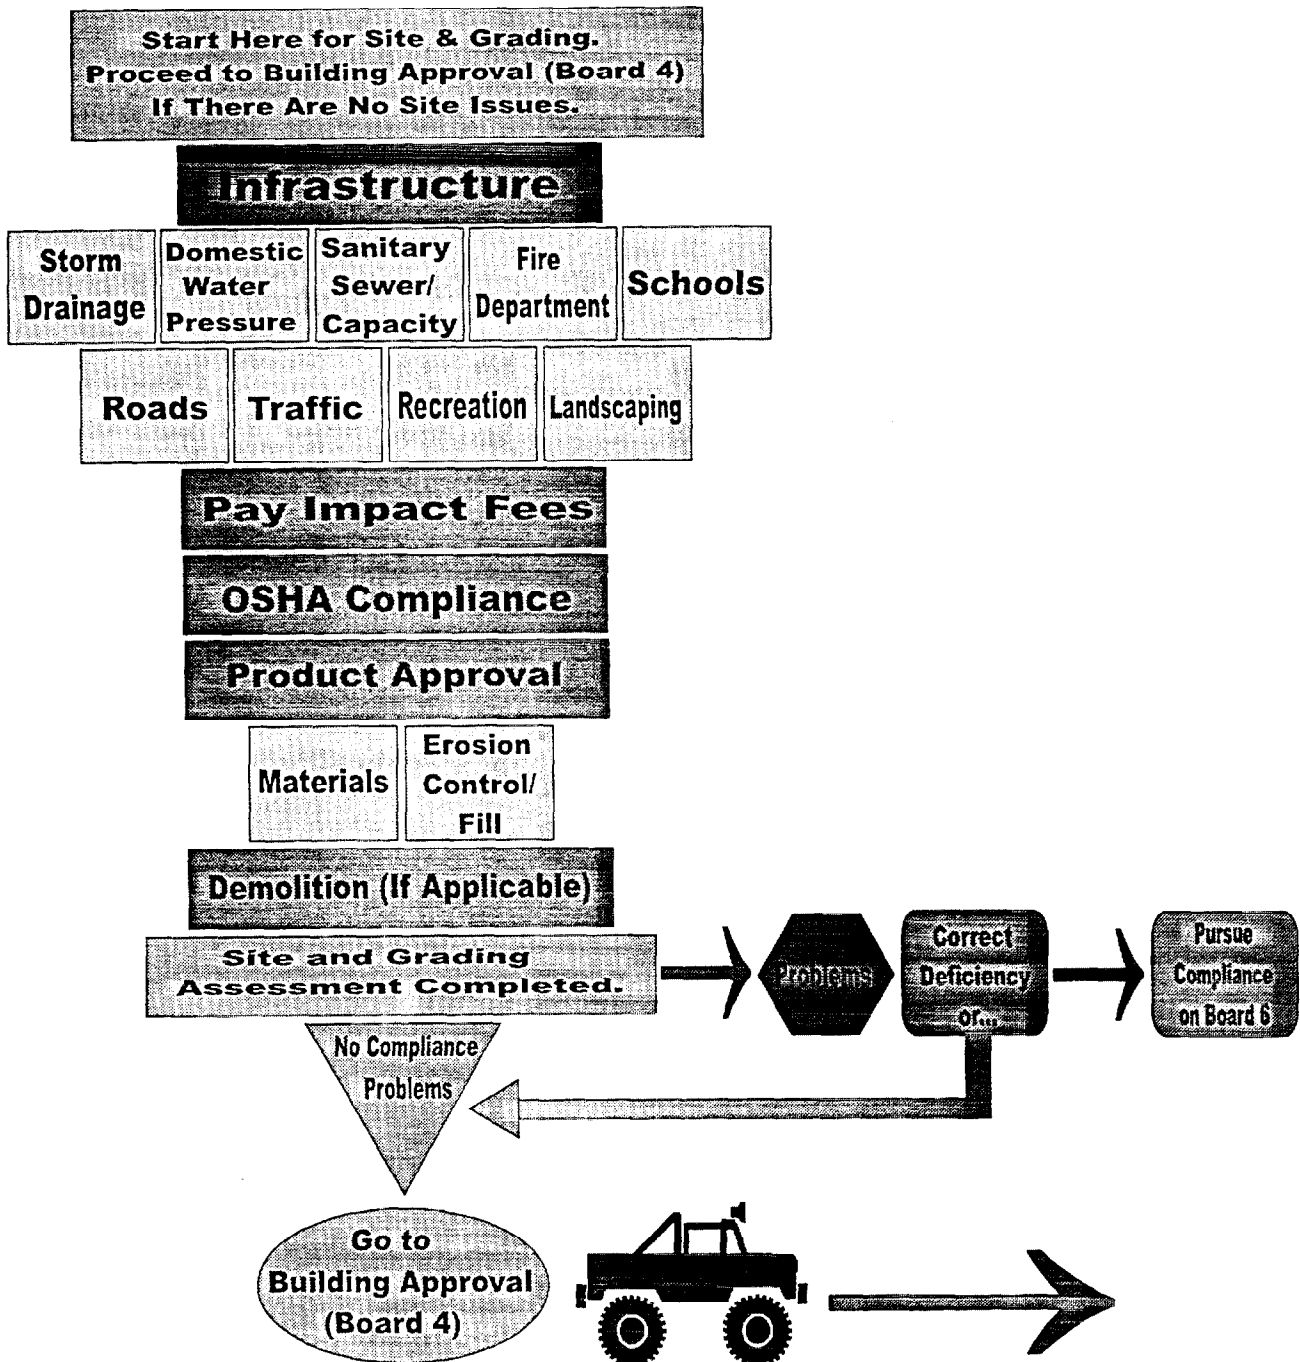 Start Here for Site & Grading.
Proceed to Building Approval (Board 4)
If There Are No Site Issues.
Infrastructure
Storm
Drainage
Domestic
Water
Pressure
Sanitary
Sewer/
Capacity
Fire
Department
Schools
Roads
Traffic
Recreation
Landscaping
Pay Impact Fees
OSHA Compliance
Product Approval
Materials
Erosion
Control/
Fill
Demolition (If Applicable)
Site and Grading
Assessment Completed.
Problems
Correct
Deficiency
or...
Pursue
Compliance
on Board 6
No Compliance
Problems
Go to
Building Approval
(Board 4)